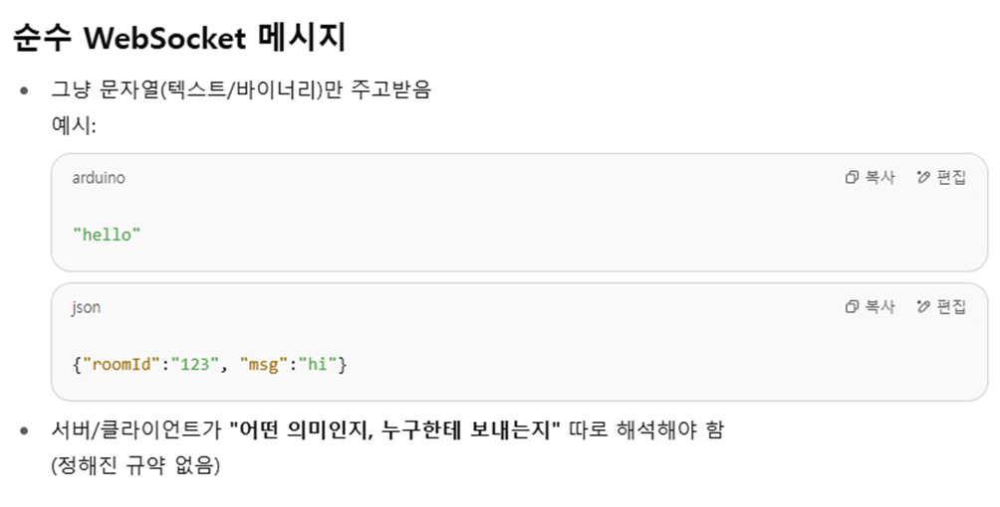 순수 WebSocket 메시지
그냥 문자열(텍스트/바이너리)만 주고받음
예시:
arduino
복사
편집
"hello"
json
복사
편집
{"roomId":"123", "msg":"hi"}
서버/클라이언트가 "어떤 의미인지, 누구한테 보내는지" 따로 해석해야 함
(정해진 규약 없음)